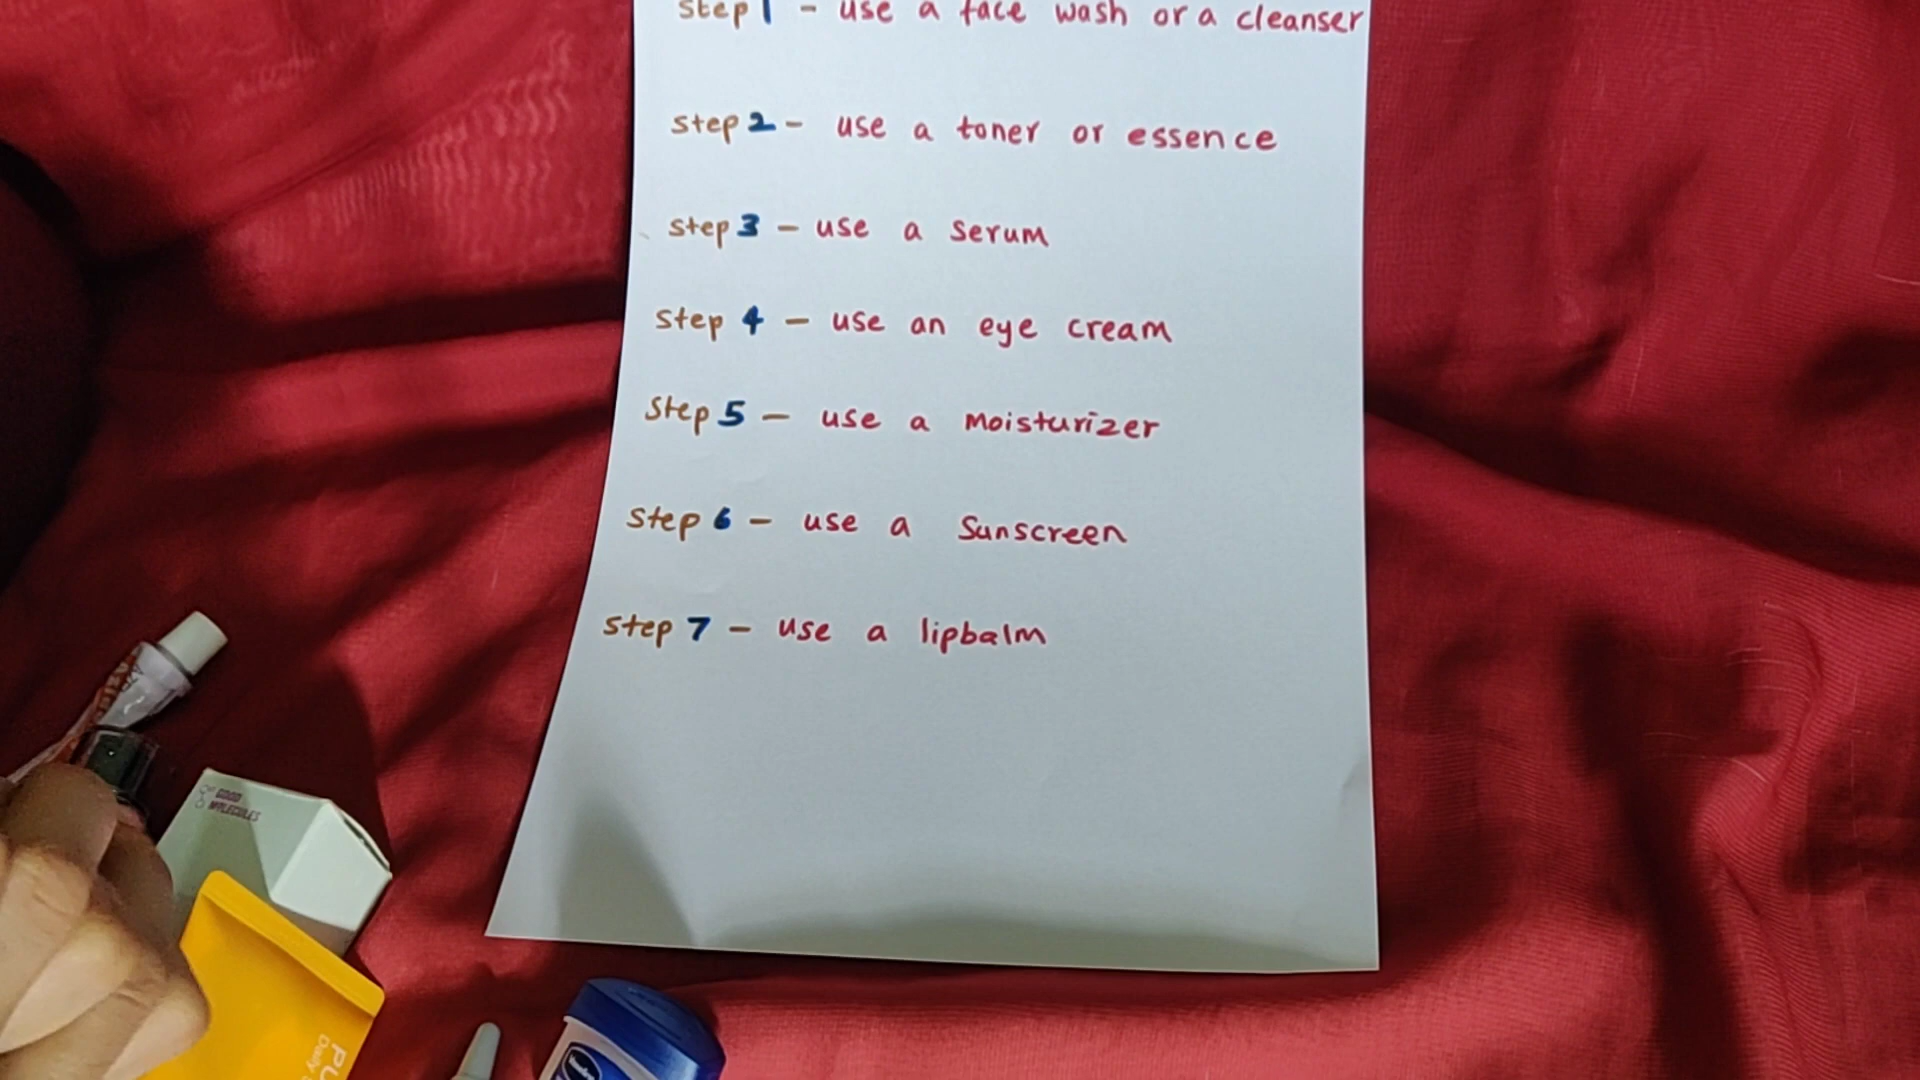 Step 1 - use a face wash or a cleanser
step 2 - use a toner or essence
step 3 - use a serum
step 4 - use an eye cream
Step 5 - use a Moisturizer
step 6 - use a Sunscreen
step 7 - use a lipbalm
GOOD
MOLECULES
Daily